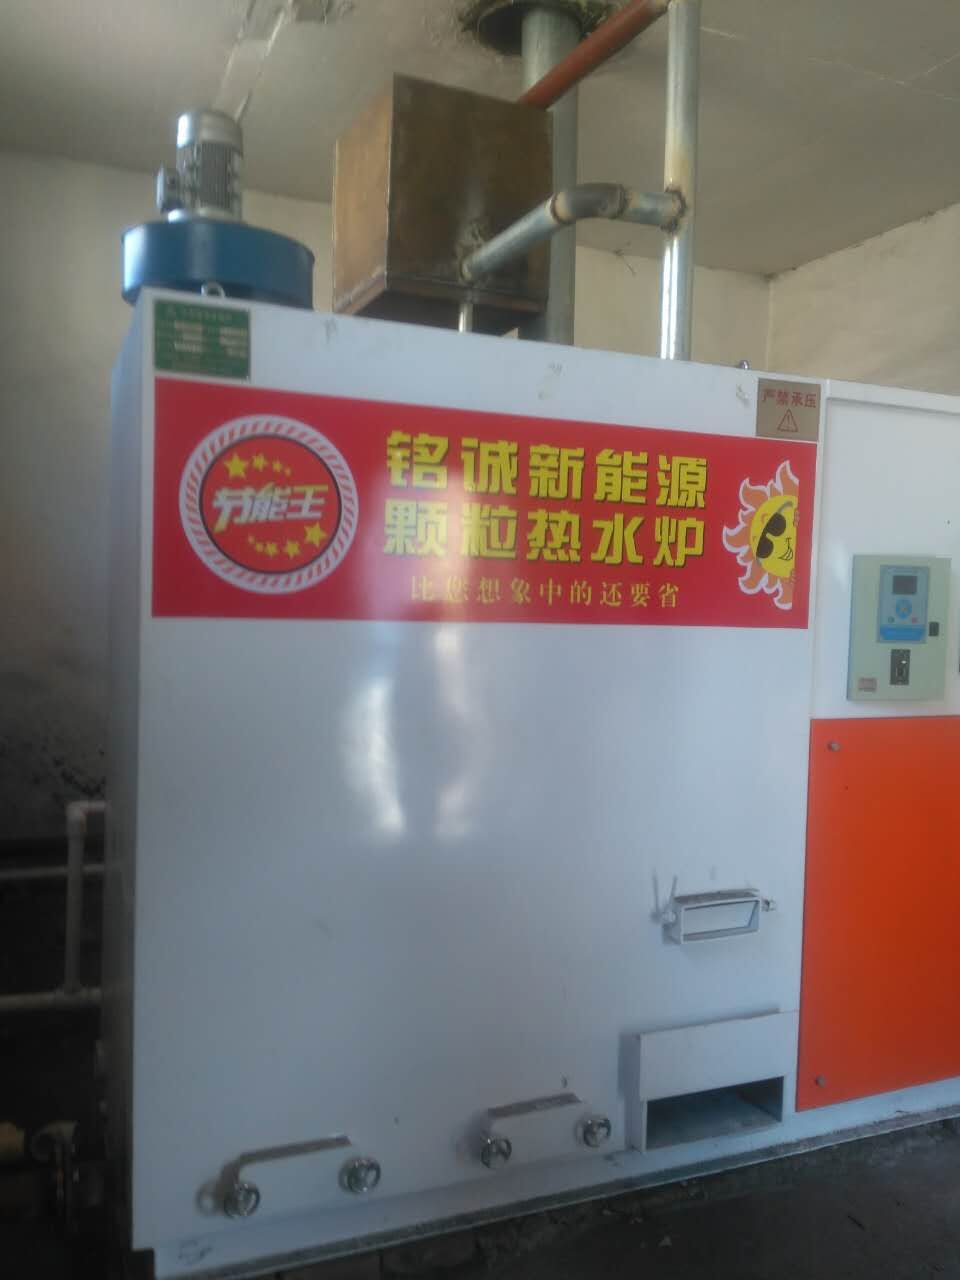 严禁承压
节能王
铭诚新能源
颗粒热水炉
比您想象中的还要省